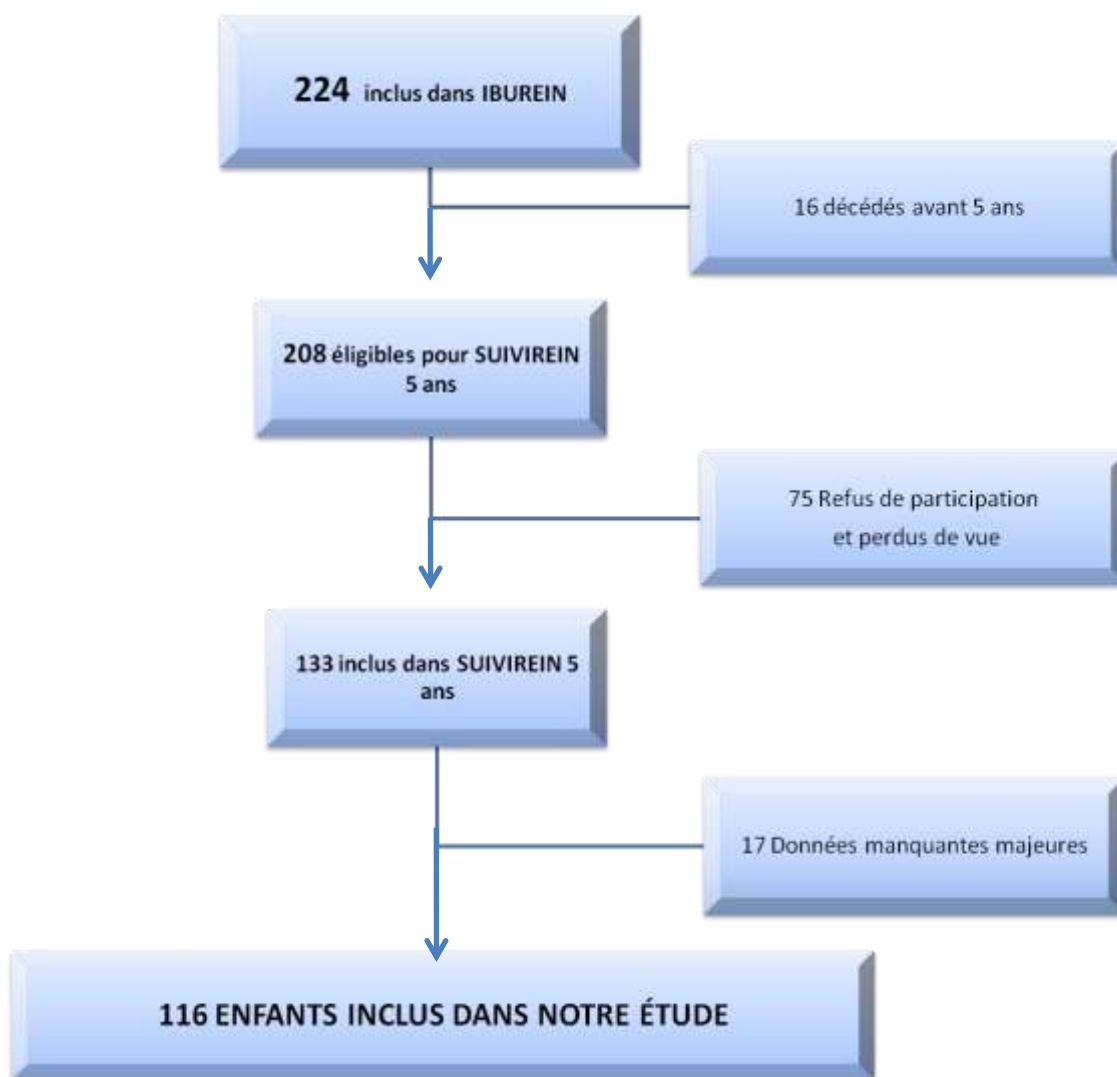 224 inclus dans IBUREIN
16 décédés avant 5 ans
208 éligibles pour SUIVIREIN
5 ans
75 Refus de participation
et perdus de vue
133 inclus dans SUIVIREIN 5
ans
17 Données manquantes majeures
116 ENFANTS INCLUS DANS NOTRE ÉTUDE